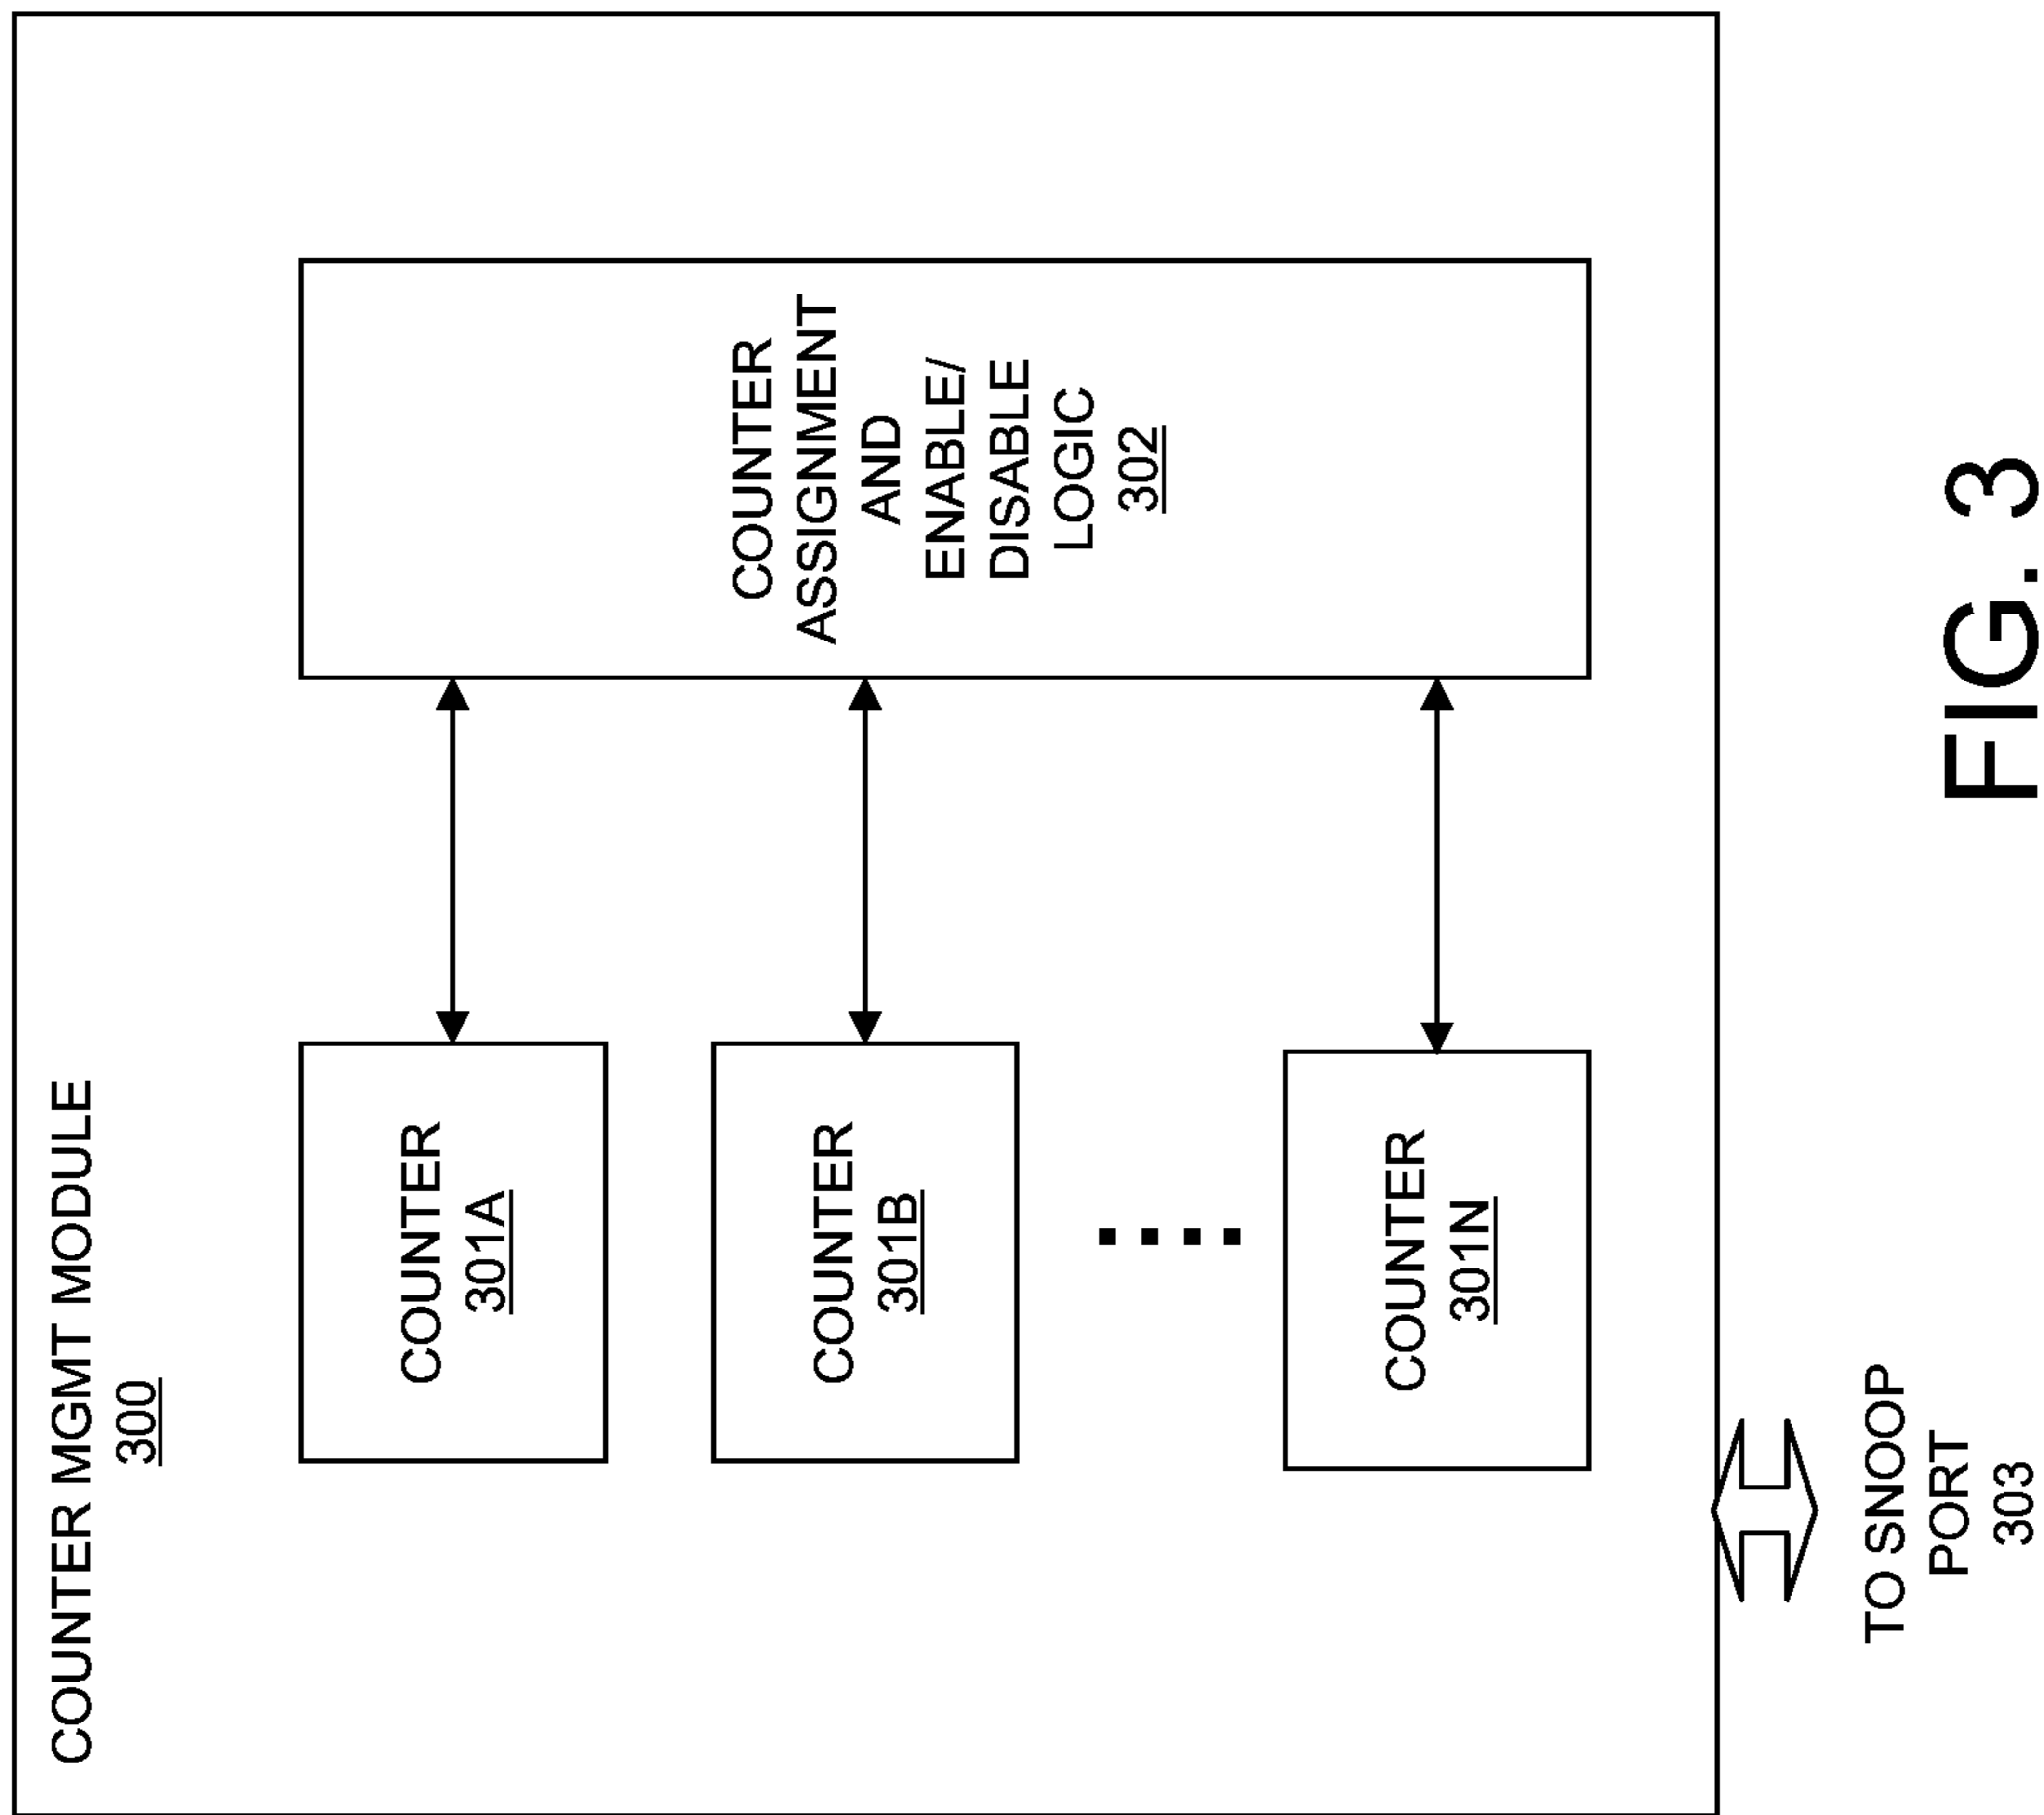 COUNTER MGMT MODULE
300
COUNTER
301A
COUNTER
301B
COUNTER
301N
COUNTER
ASSIGNMENT
AND
ENABLE/
DISABLE
LOGIC
302
TO SNOOP
PORT
303
FIG. 3